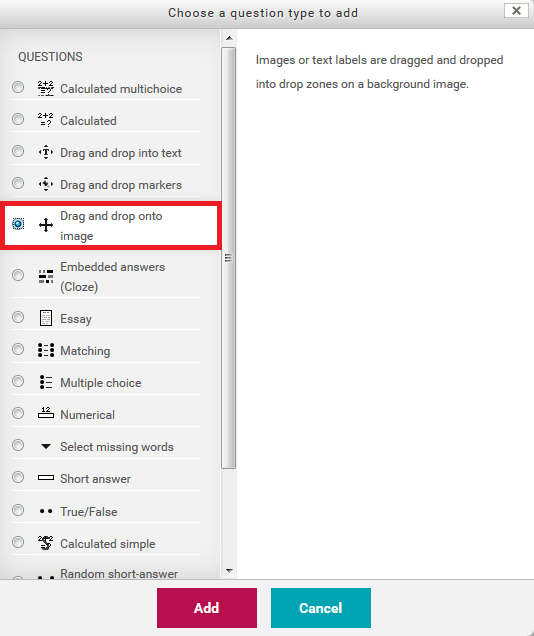 Choose a question type to add
QUESTIONS
Calculated multichoice
Calculated
Drag and drop into text
Drag and drop markers
Drag and drop onto
image
Embedded answers
(Cloze)
Essay
Matching
Multiple choice
Numerical
Select missing words
Short answer
True/False
Calculated simple
Random short-answer
Images or text labels are dragged and dropped
into drop zones on a background image.
Add
Cancel